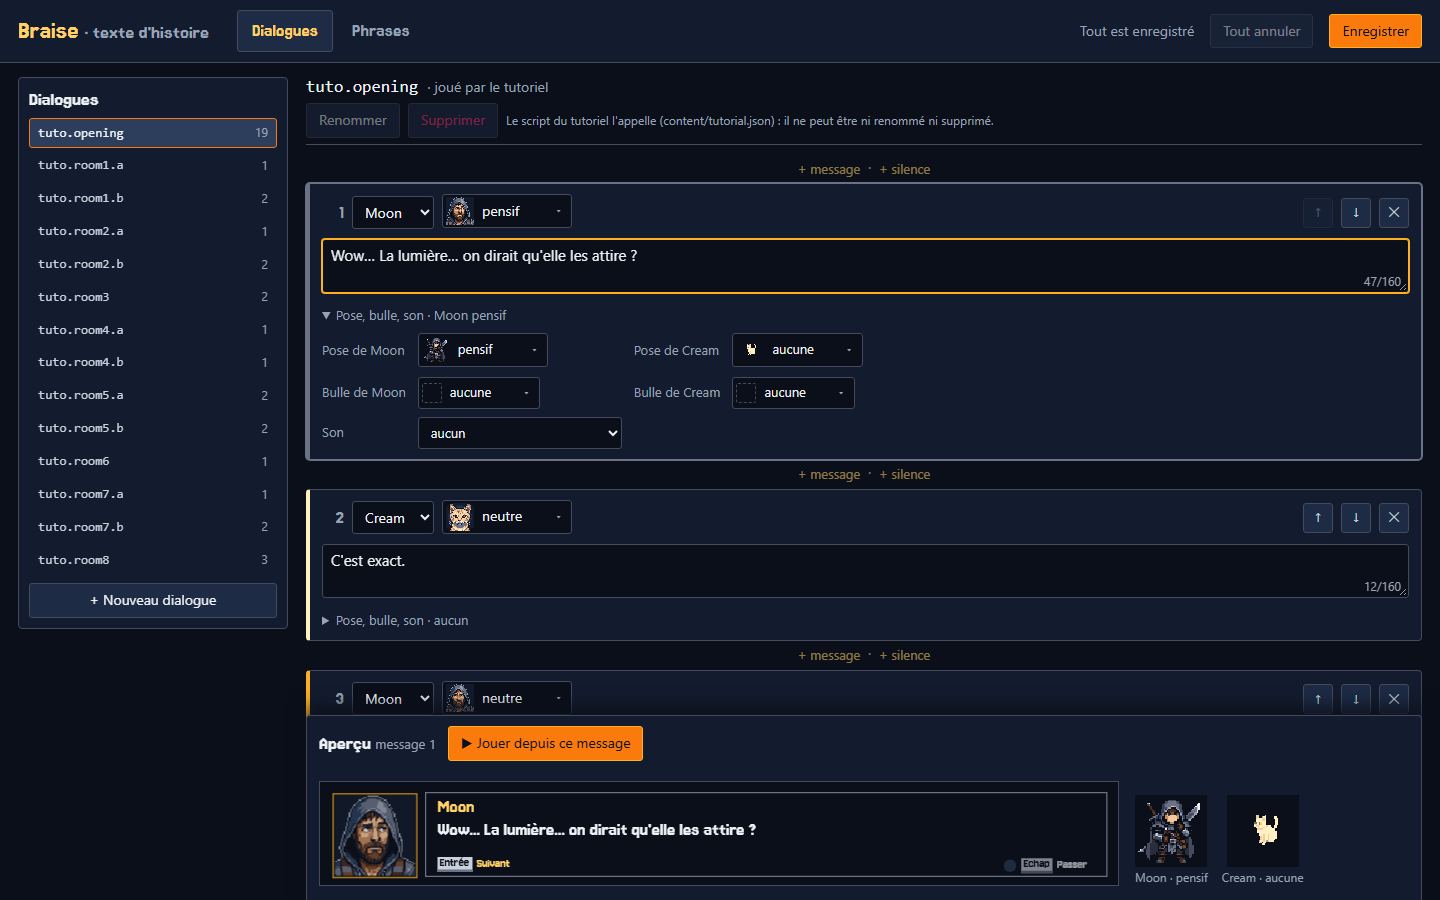 Braise · texte d'histoire
Dialogues
Phrases
Tout est enregistré
Tout annuler
Enregistrer
Dialogues
tuto.opening 19
tuto.room1.a 1
tuto.room1.b 2
tuto.room2.a 1
tuto.room2.b 2
tuto.room3 2
tuto.room4.a 1
tuto.room4.b 1
tuto.room5.a 2
tuto.room5.b 2
tuto.room6 1
tuto.room7.a 1
tuto.room7.b 2
tuto.room8 3
+ Nouveau dialogue
tuto.opening · joué par le tutoriel
Renommer Supprimer Le script du tutoriel l'appelle (content/tutorial.json) : il ne peut être ni renommé ni supprimé.
+ message · + silence
1 Moon pensif ↑ ↓ ✕
Wow... La lumière... on dirait qu'elle les attire ?
47/160
▼ Pose, bulle, son · Moon pensif
Pose de Moon pensif Pose de Cream aucune
Bulle de Moon aucune Bulle de Cream aucune
Son aucun
+ message · + silence
2 Cream neutre ↑ ↓ ✕
C'est exact.
12/160
▶ Pose, bulle, son · aucun
+ message · + silence
3 Moon neutre ↑ ↓ ✕
Aperçu message 1 ▶ Jouer depuis ce message
Moon
Wow... La lumière... on dirait qu'elle les attire ?
Entrée Suivant Echap Passer
Moon · pensif Cream · aucune